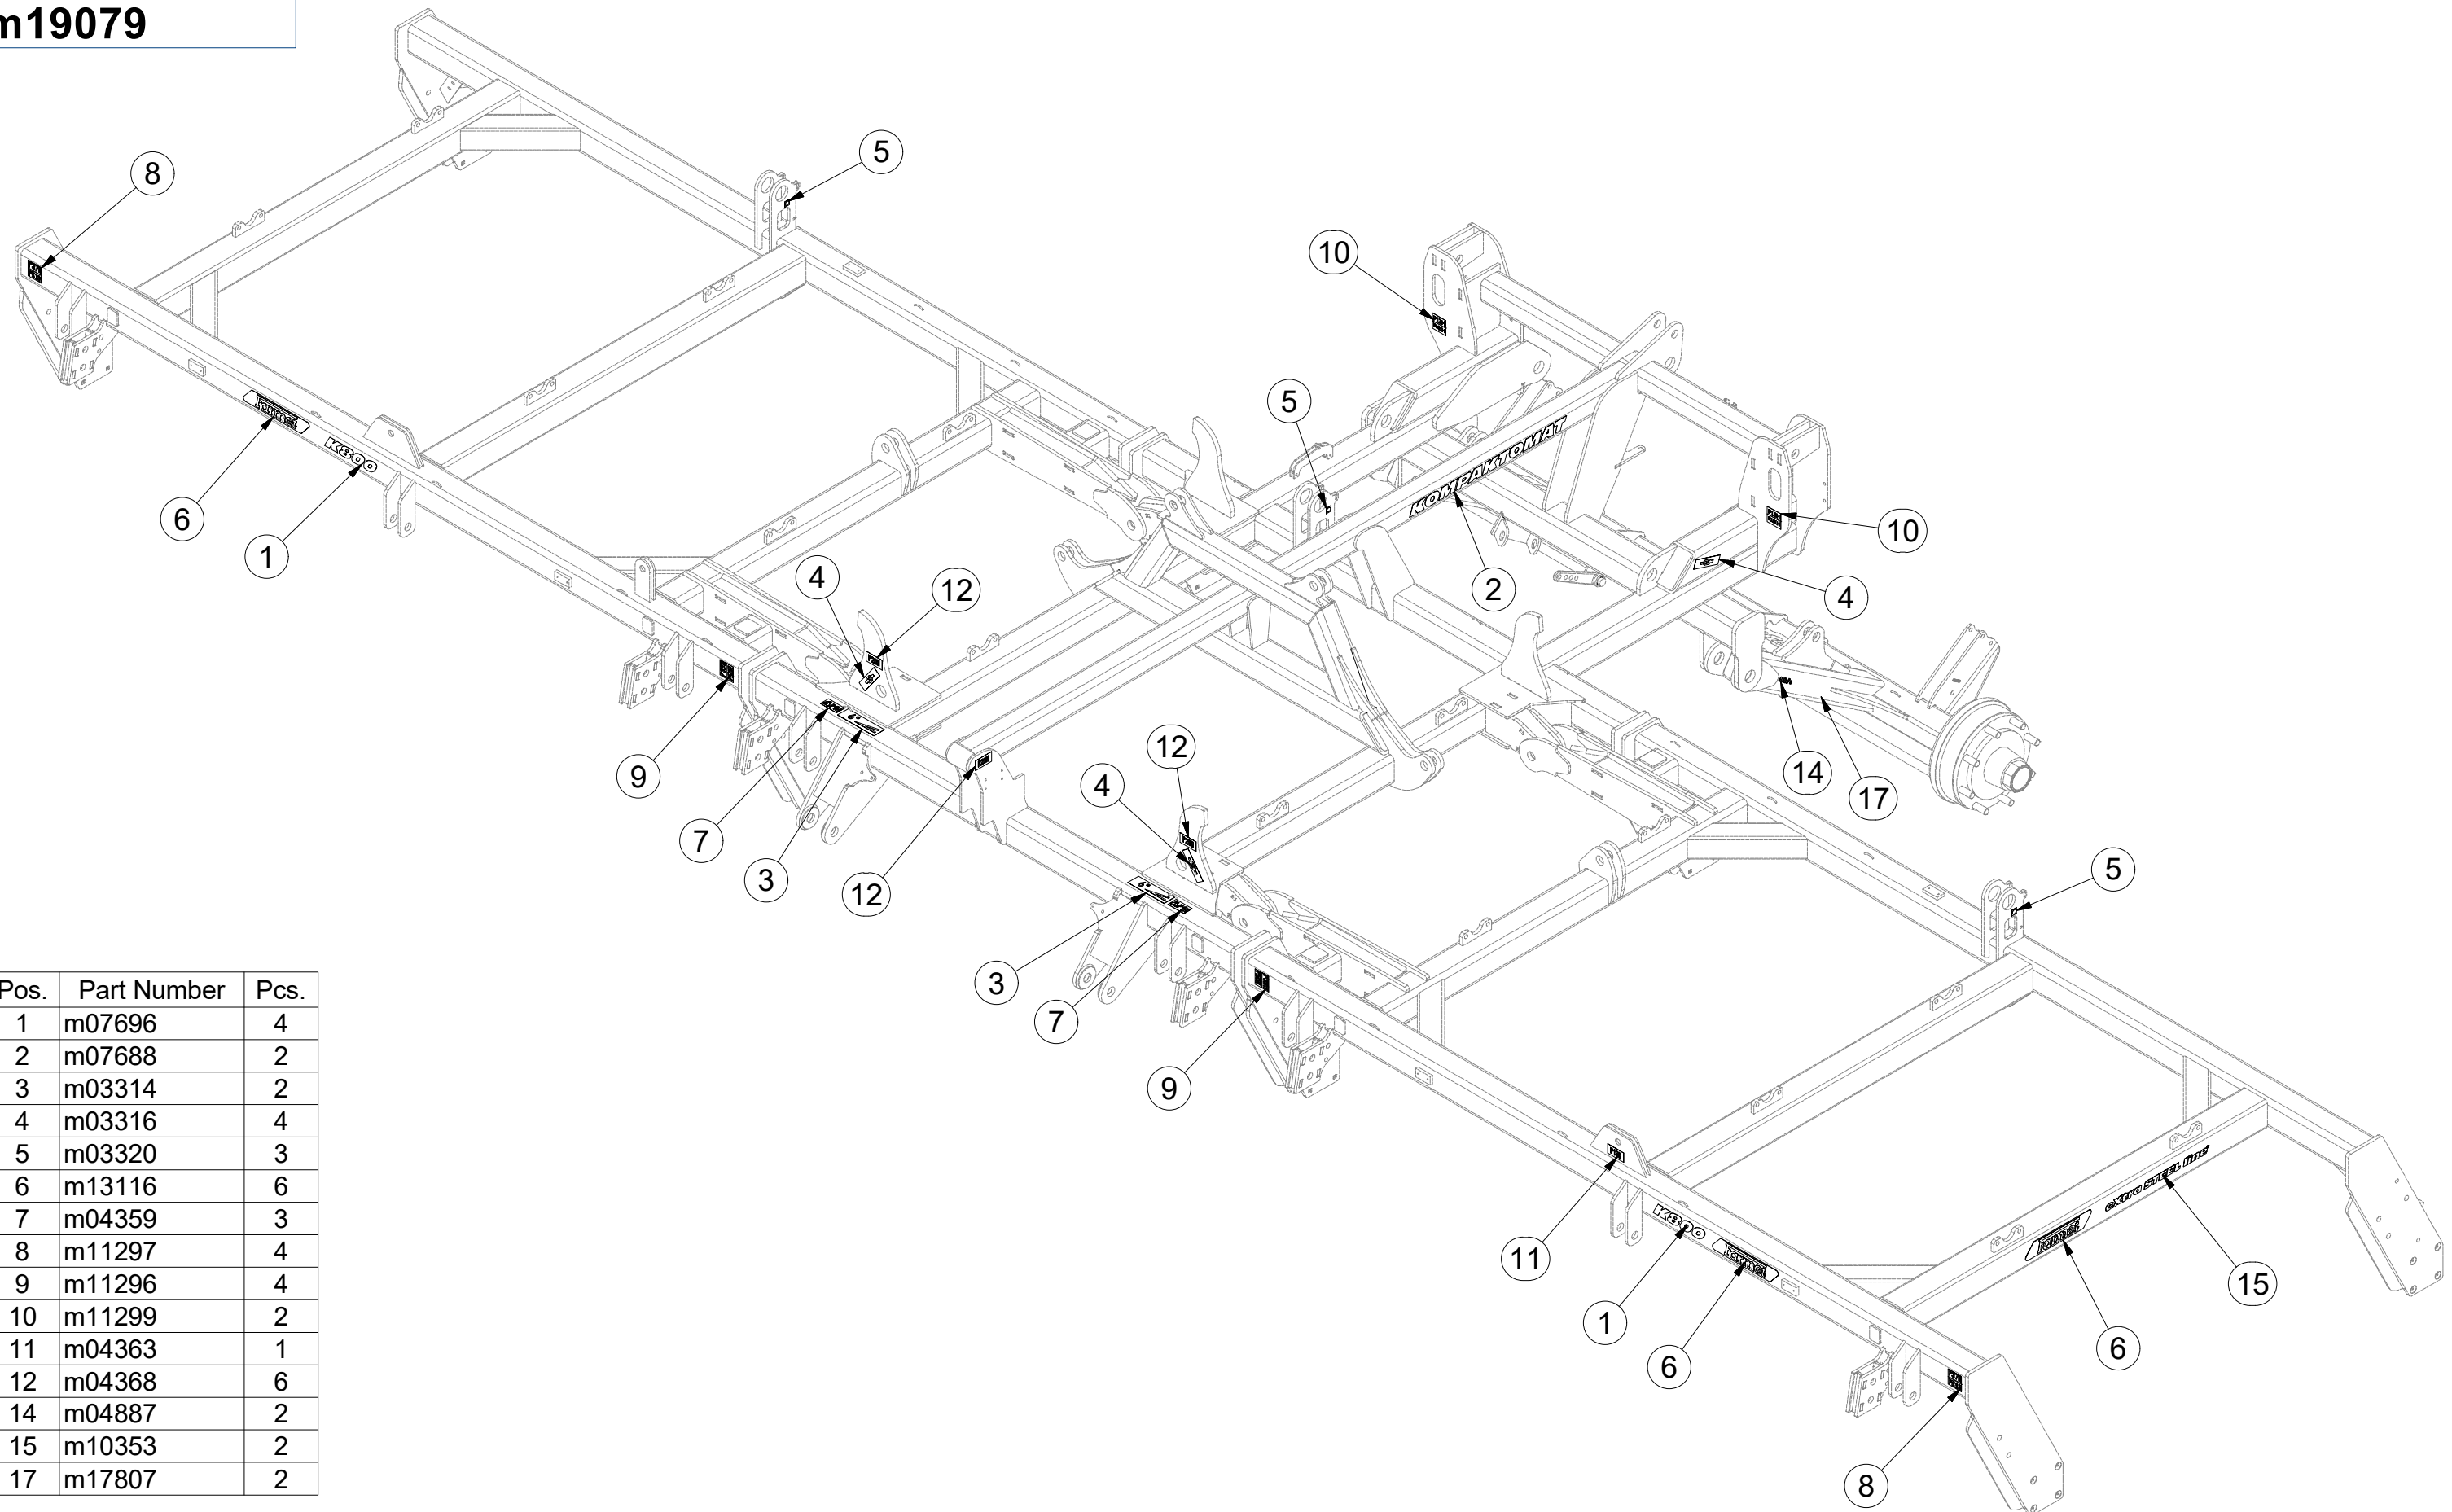 m19079
8
5
10
5
6
1
2
10
4
12
4
9
7
3
12
12
4
14
17
3
7
9
5
11
1
6
6
15
8
Farmet
K800
KOMPAKTOMAT
K800
Farmet
Farmet
eXtra STEEL line
Pos. Part Number Pcs.
1 m07696 4
2 m07688 2
3 m03314 2
4 m03316 4
5 m03320 3
6 m13116 6
7 m04359 3
8 m11297 4
9 m11296 4
10 m11299 2
11 m04363 1
12 m04368 6
14 m04887 2
15 m10353 2
17 m17807 2